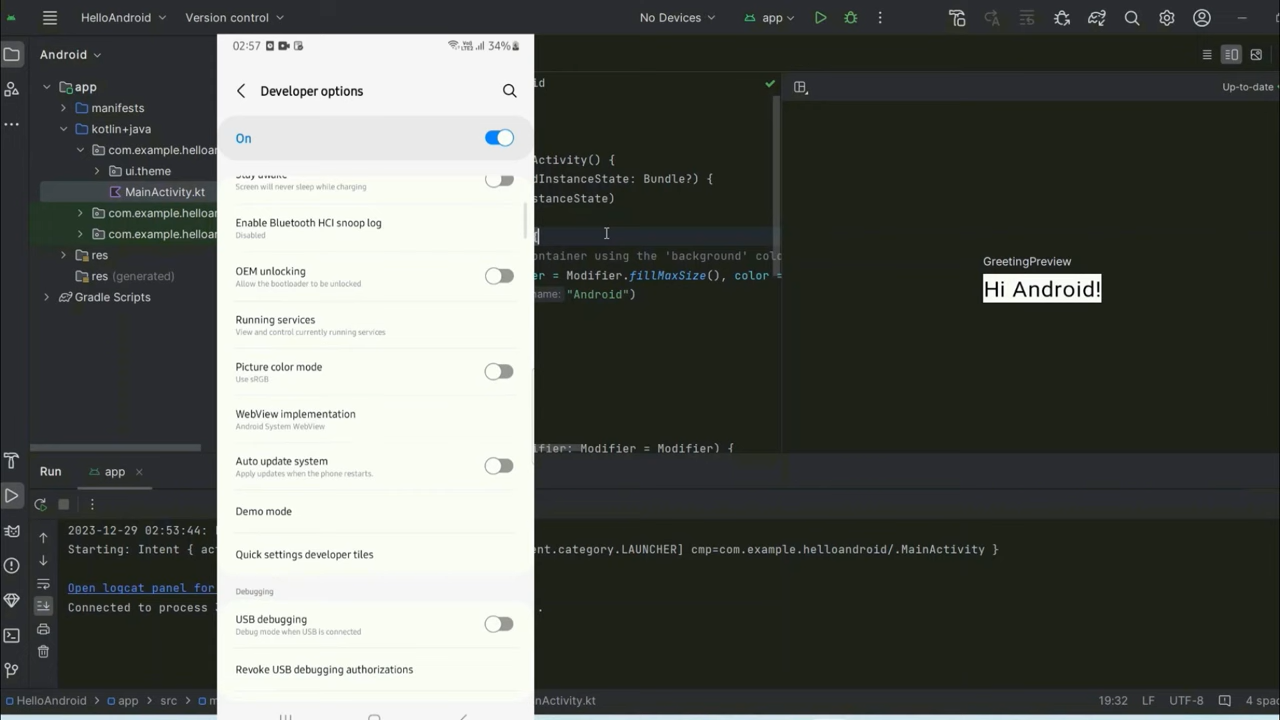 HelloAndroid Version control No Devices app
02:57 34%
Developer options
On
Stay awake
Screen will never sleep while charging
Enable Bluetooth HCI snoop log
Disabled
OEM unlocking
Allow the bootloader to be unlocked.
Running services
View and control currently running services
Picture color mode
Use sRGB
WebView implementation
Android System WebView
Auto update system
Apply updates when the phone restarts.
Demo mode
Quick settings developer tiles
Debugging
USB debugging
Debug mode when USB is connected
Revoke USB debugging authorizations
Android
app
manifests
kotlin+java
com.example.helloan
ui.theme
MainActivity.kt
com.example.helloan
com.example.helloan
res
res (generated)
Gradle Scripts
Activity() {
dInstanceState: Bundle?) {
stanceState)
ontainer using the 'background' col
er = Modifier.fillMaxSize(), color =
name: "Android")
ifier: Modifier = Modifier) {
Up-to-date
GreetingPreview
Hi Android!
Run app
2023-12-29 02:53:44:
Starting: Intent { ac
ent.category.LAUNCHER] cmp=com.example.helloandroid/.MainActivity }
Open logcat panel for
Connected to process
HelloAndroid app src
inActivity.kt 19:32 LF UTF-8 4 spac